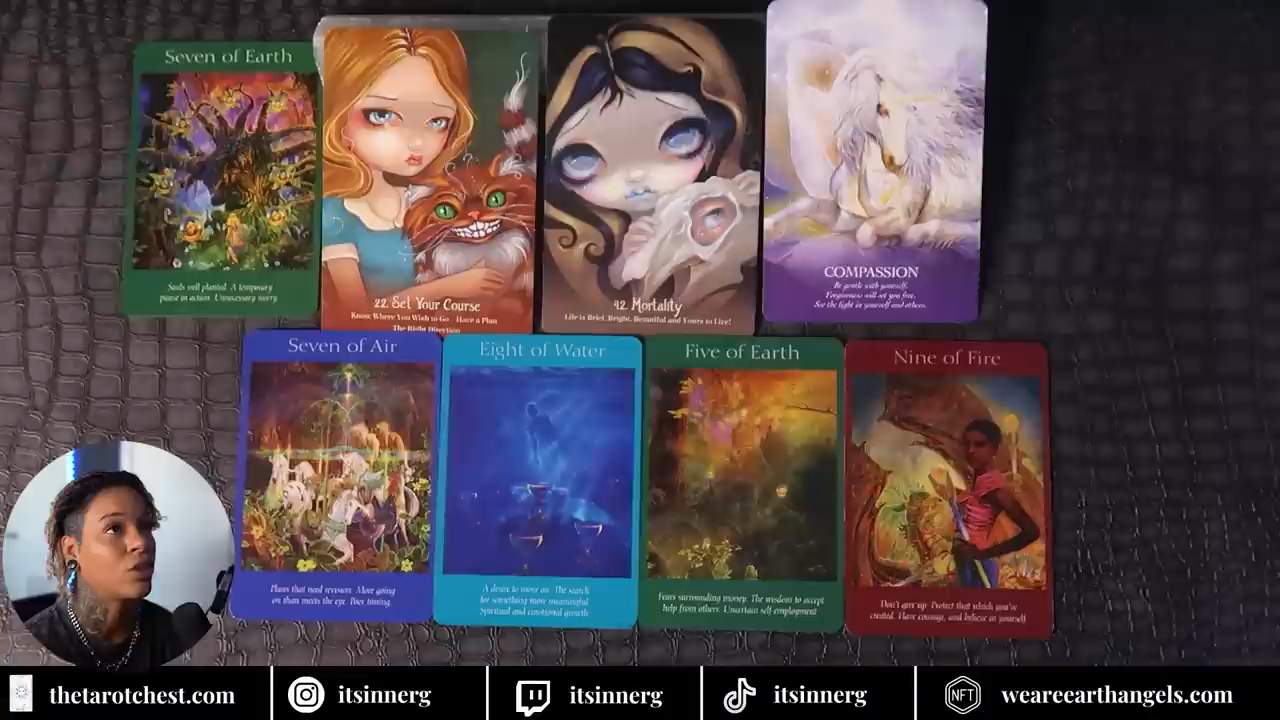 Seven of Earth
Seeds well planted. A temporary
pause in action. Unnecessary worry.
22. Set Your Course
Know Where You Wish to Go Have a Plan
The Right Direction
42. Mortality
Life is Brief, Bright, Beautiful and Yours to Live!
COMPASSION
Be gentle with yourself.
Forgiveness will set you free.
See the light in yourself and others.
Seven of Air
Plans that need revision. More going
on than meets the eye. Poor timing.
Eight of Water
A desire to move on. The search
for something more meaningful
Spiritual and emotional growth
Five of Earth
Fears surrounding money. The wisdom to accept
help from others. Uncertain self employment
Nine of Fire
Don't give up. Protect that which you've
created. Have courage, and believe in yourself
thetarotchest.com
itsinnerg
itsinnerg
itsinnerg
NFT
weareearthangels.com